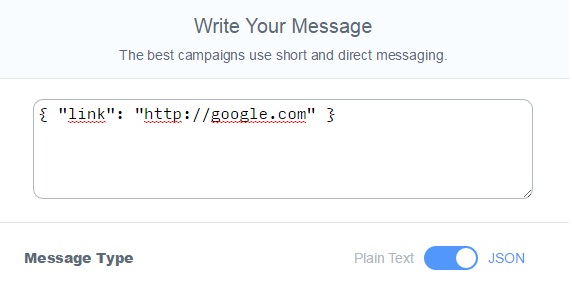 Write Your Message
The best campaigns use short and direct messaging.
{ "link": "http://google.com" }
Message Type Plain Text JSON